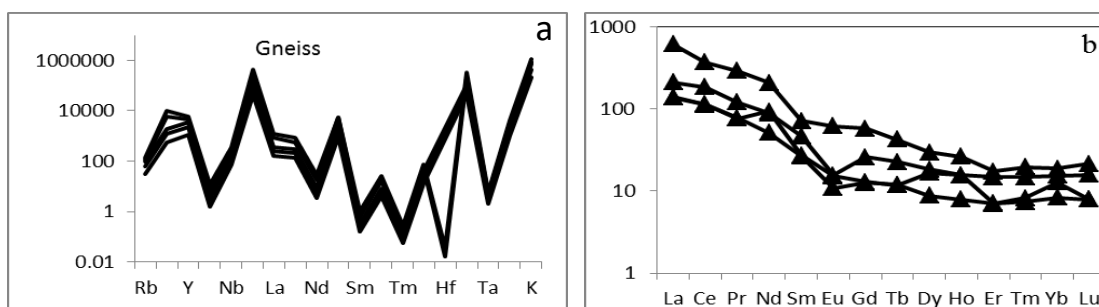 Gneiss
a
1000000
10000
100
1
0.01
Rb Y Nb La Nd Sm Tm Hf Ta K
b
1000
100
10
1
La Ce Pr Nd Sm Eu Gd Tb Dy Ho Er Tm Yb Lu